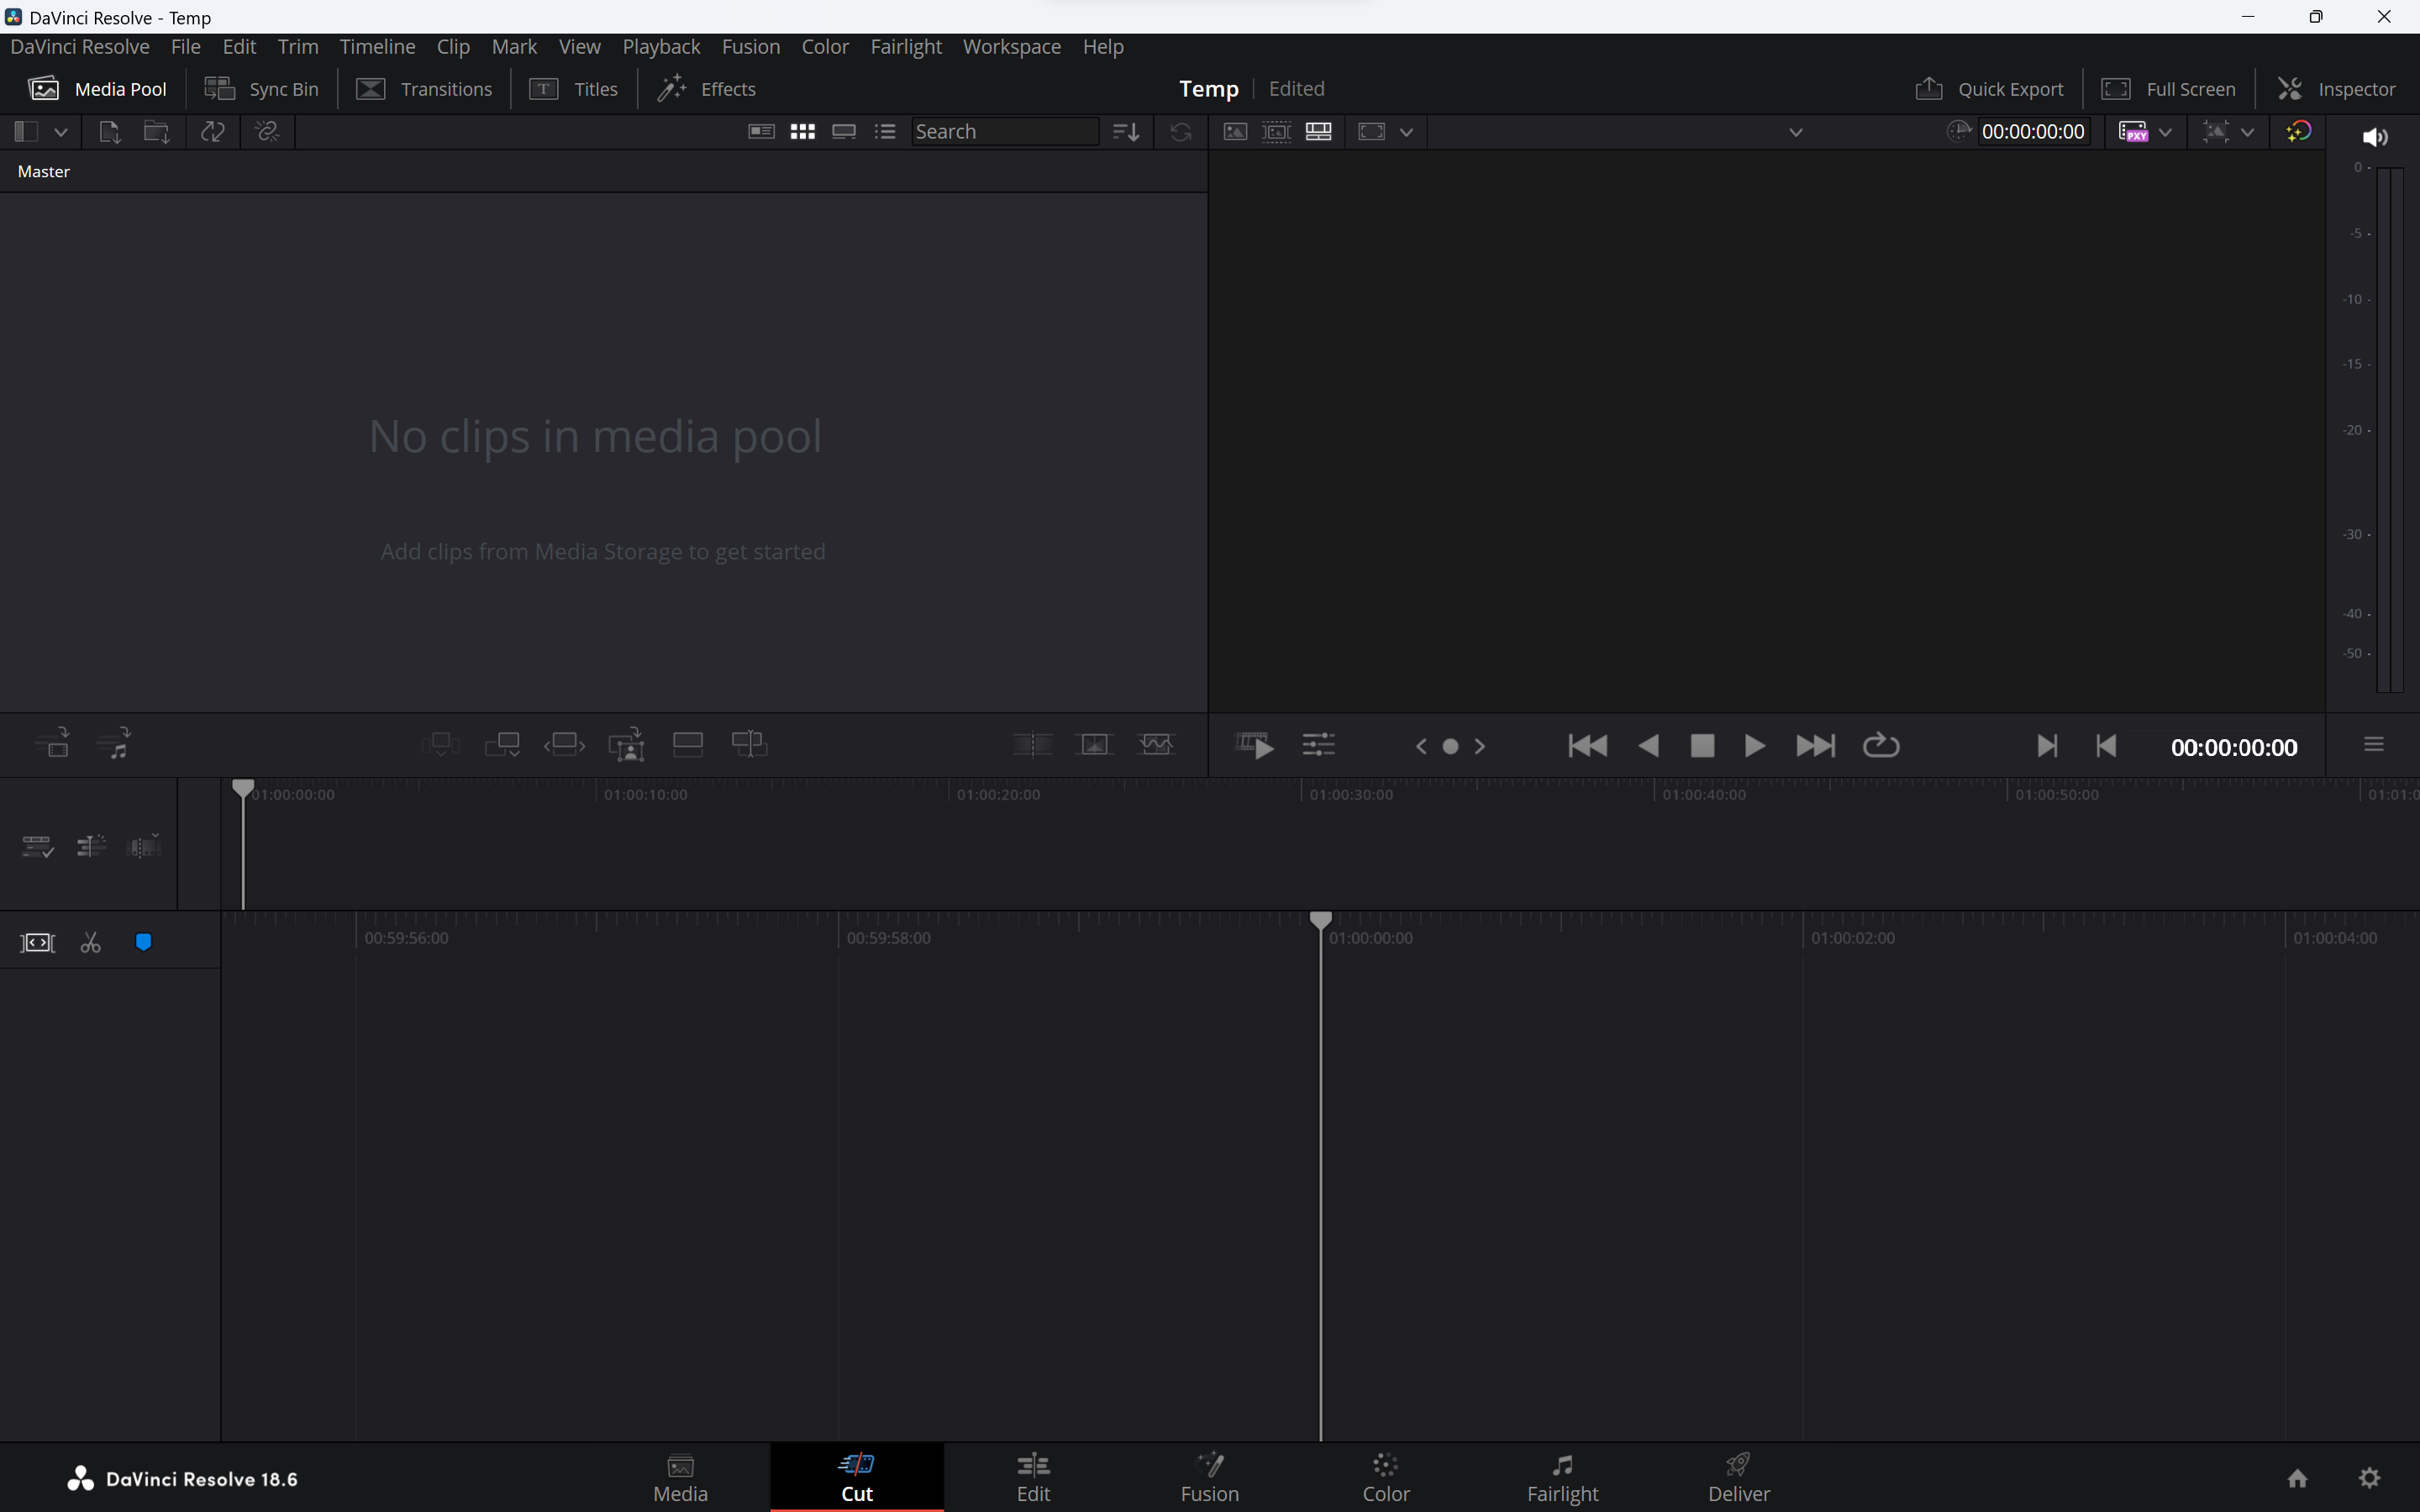 DaVinci Resolve - Temp
DaVinci Resolve File Edit Trim Timeline Clip Mark View Playback Fusion Color Fairlight Workspace Help
Media Pool Sync Bin Transitions T Titles Effects Temp Edited Quick Export Full Screen Inspector
Search 00:00:00:00 PXY
Master
0
-5
-10
-15
-20
-30
-40
-50
No clips in media pool
Add clips from Media Storage to get started
00:00:00:00
01:00:00:00 01:00:10:00 01:00:20:00 01:00:30:00 01:00:40:00 01:00:50:00 01:01:0
00:59:56:00 00:59:58:00 01:00:00:00 01:00:02:00 01:00:04:00
DaVinci Resolve 18.6 Media Cut Edit Fusion Color Fairlight Deliver